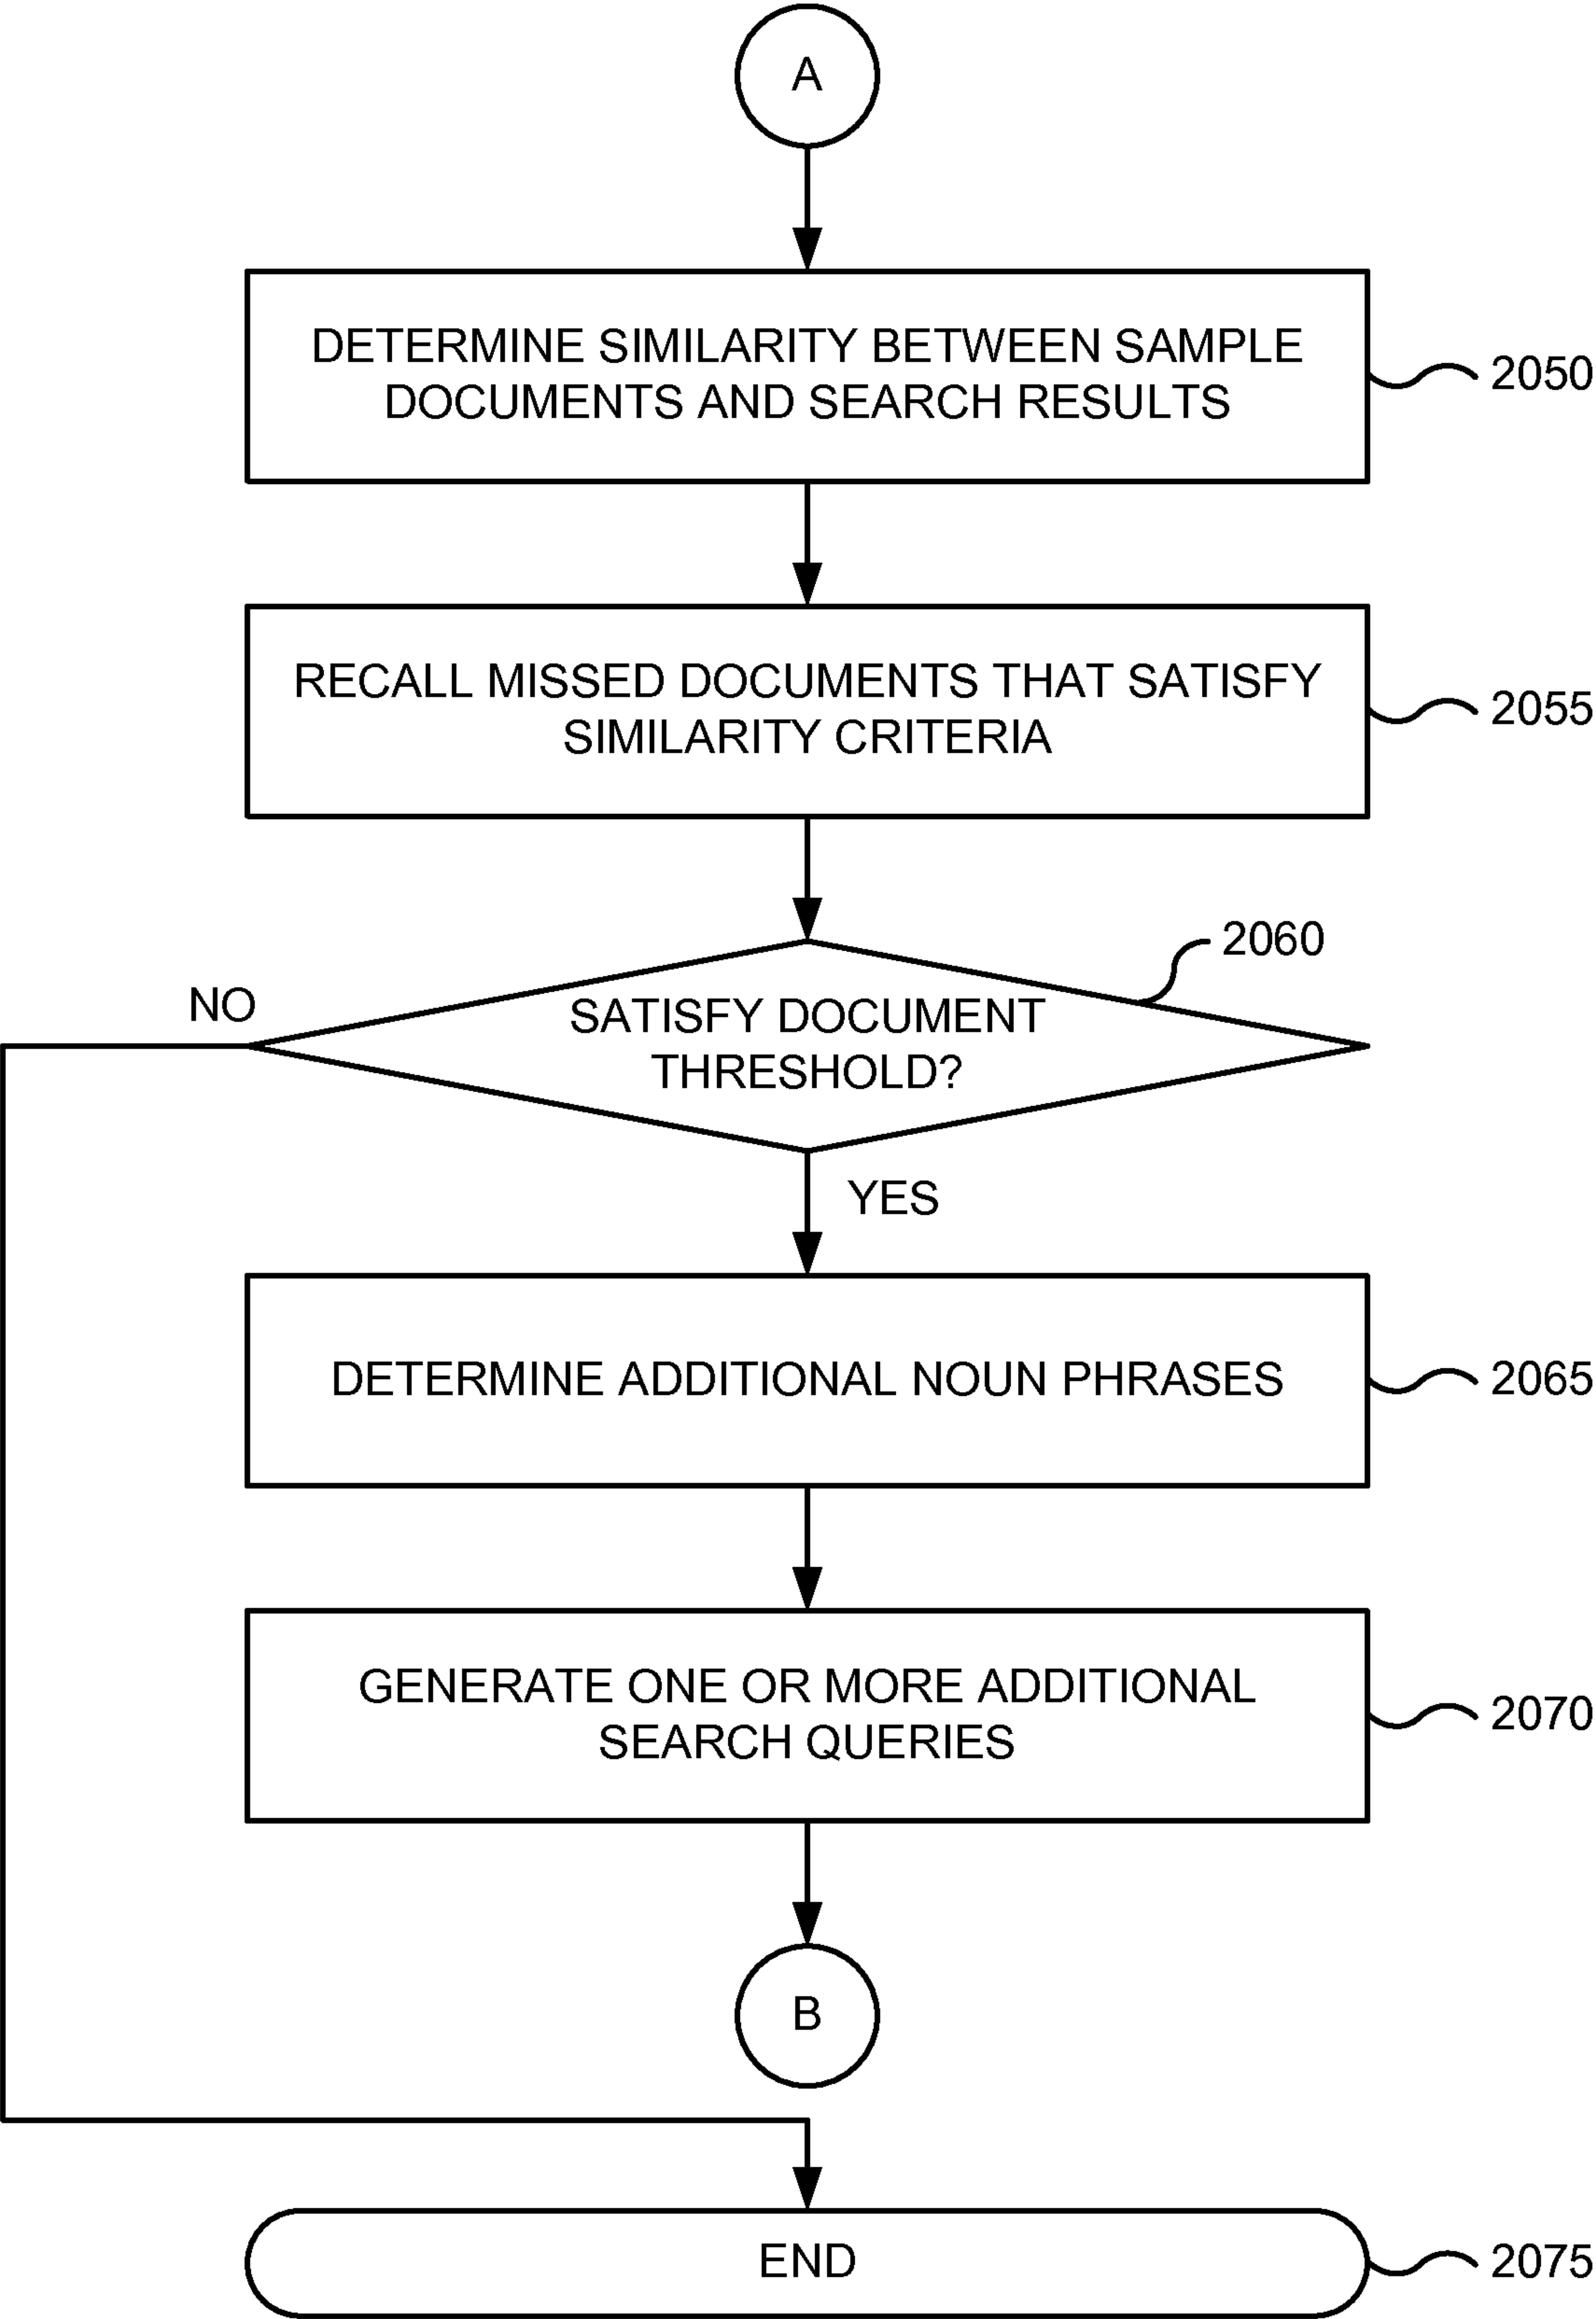 A
DETERMINE SIMILARITY BETWEEN SAMPLE
DOCUMENTS AND SEARCH RESULTS
2050
RECALL MISSED DOCUMENTS THAT SATISFY
SIMILARITY CRITERIA
2055
2060
NO
SATISFY DOCUMENT
THRESHOLD?
YES
DETERMINE ADDITIONAL NOUN PHRASES
2065
GENERATE ONE OR MORE ADDITIONAL
SEARCH QUERIES
2070
B
END
2075